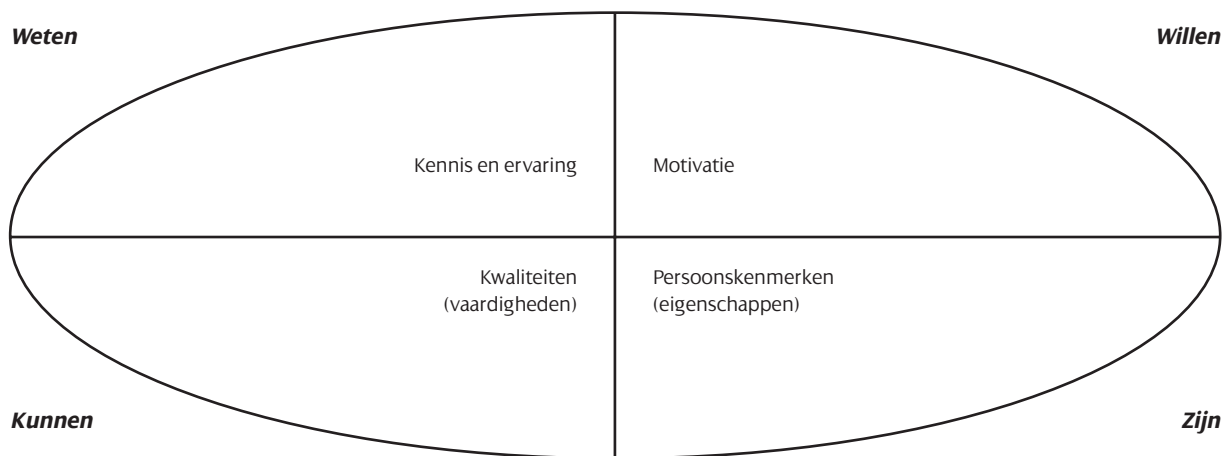 Weten
Willen
Kennis en ervaring
Motivatie
Kwaliteiten
(vaardigheden)
Persoonskenmerken
(eigenschappen)
Kunnen
Zijn